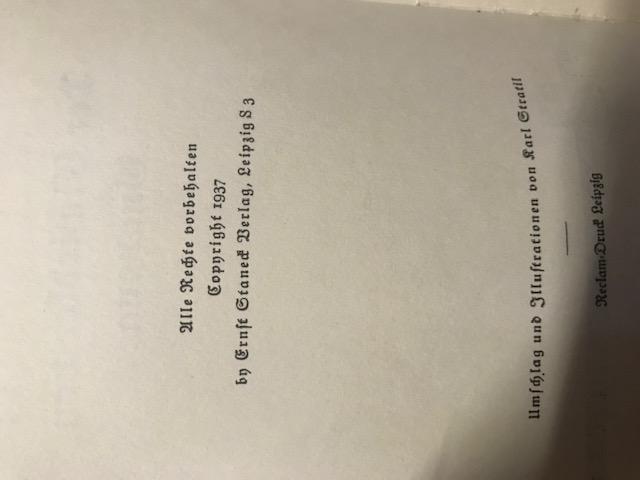 Alle Rechte vorbehalten
Copyright 1937
by Ernst Staneck Verlag, Leipzig S 3
Umschlag und Illustrationen von Karl Stratil
Reclam-Druck Leipzig